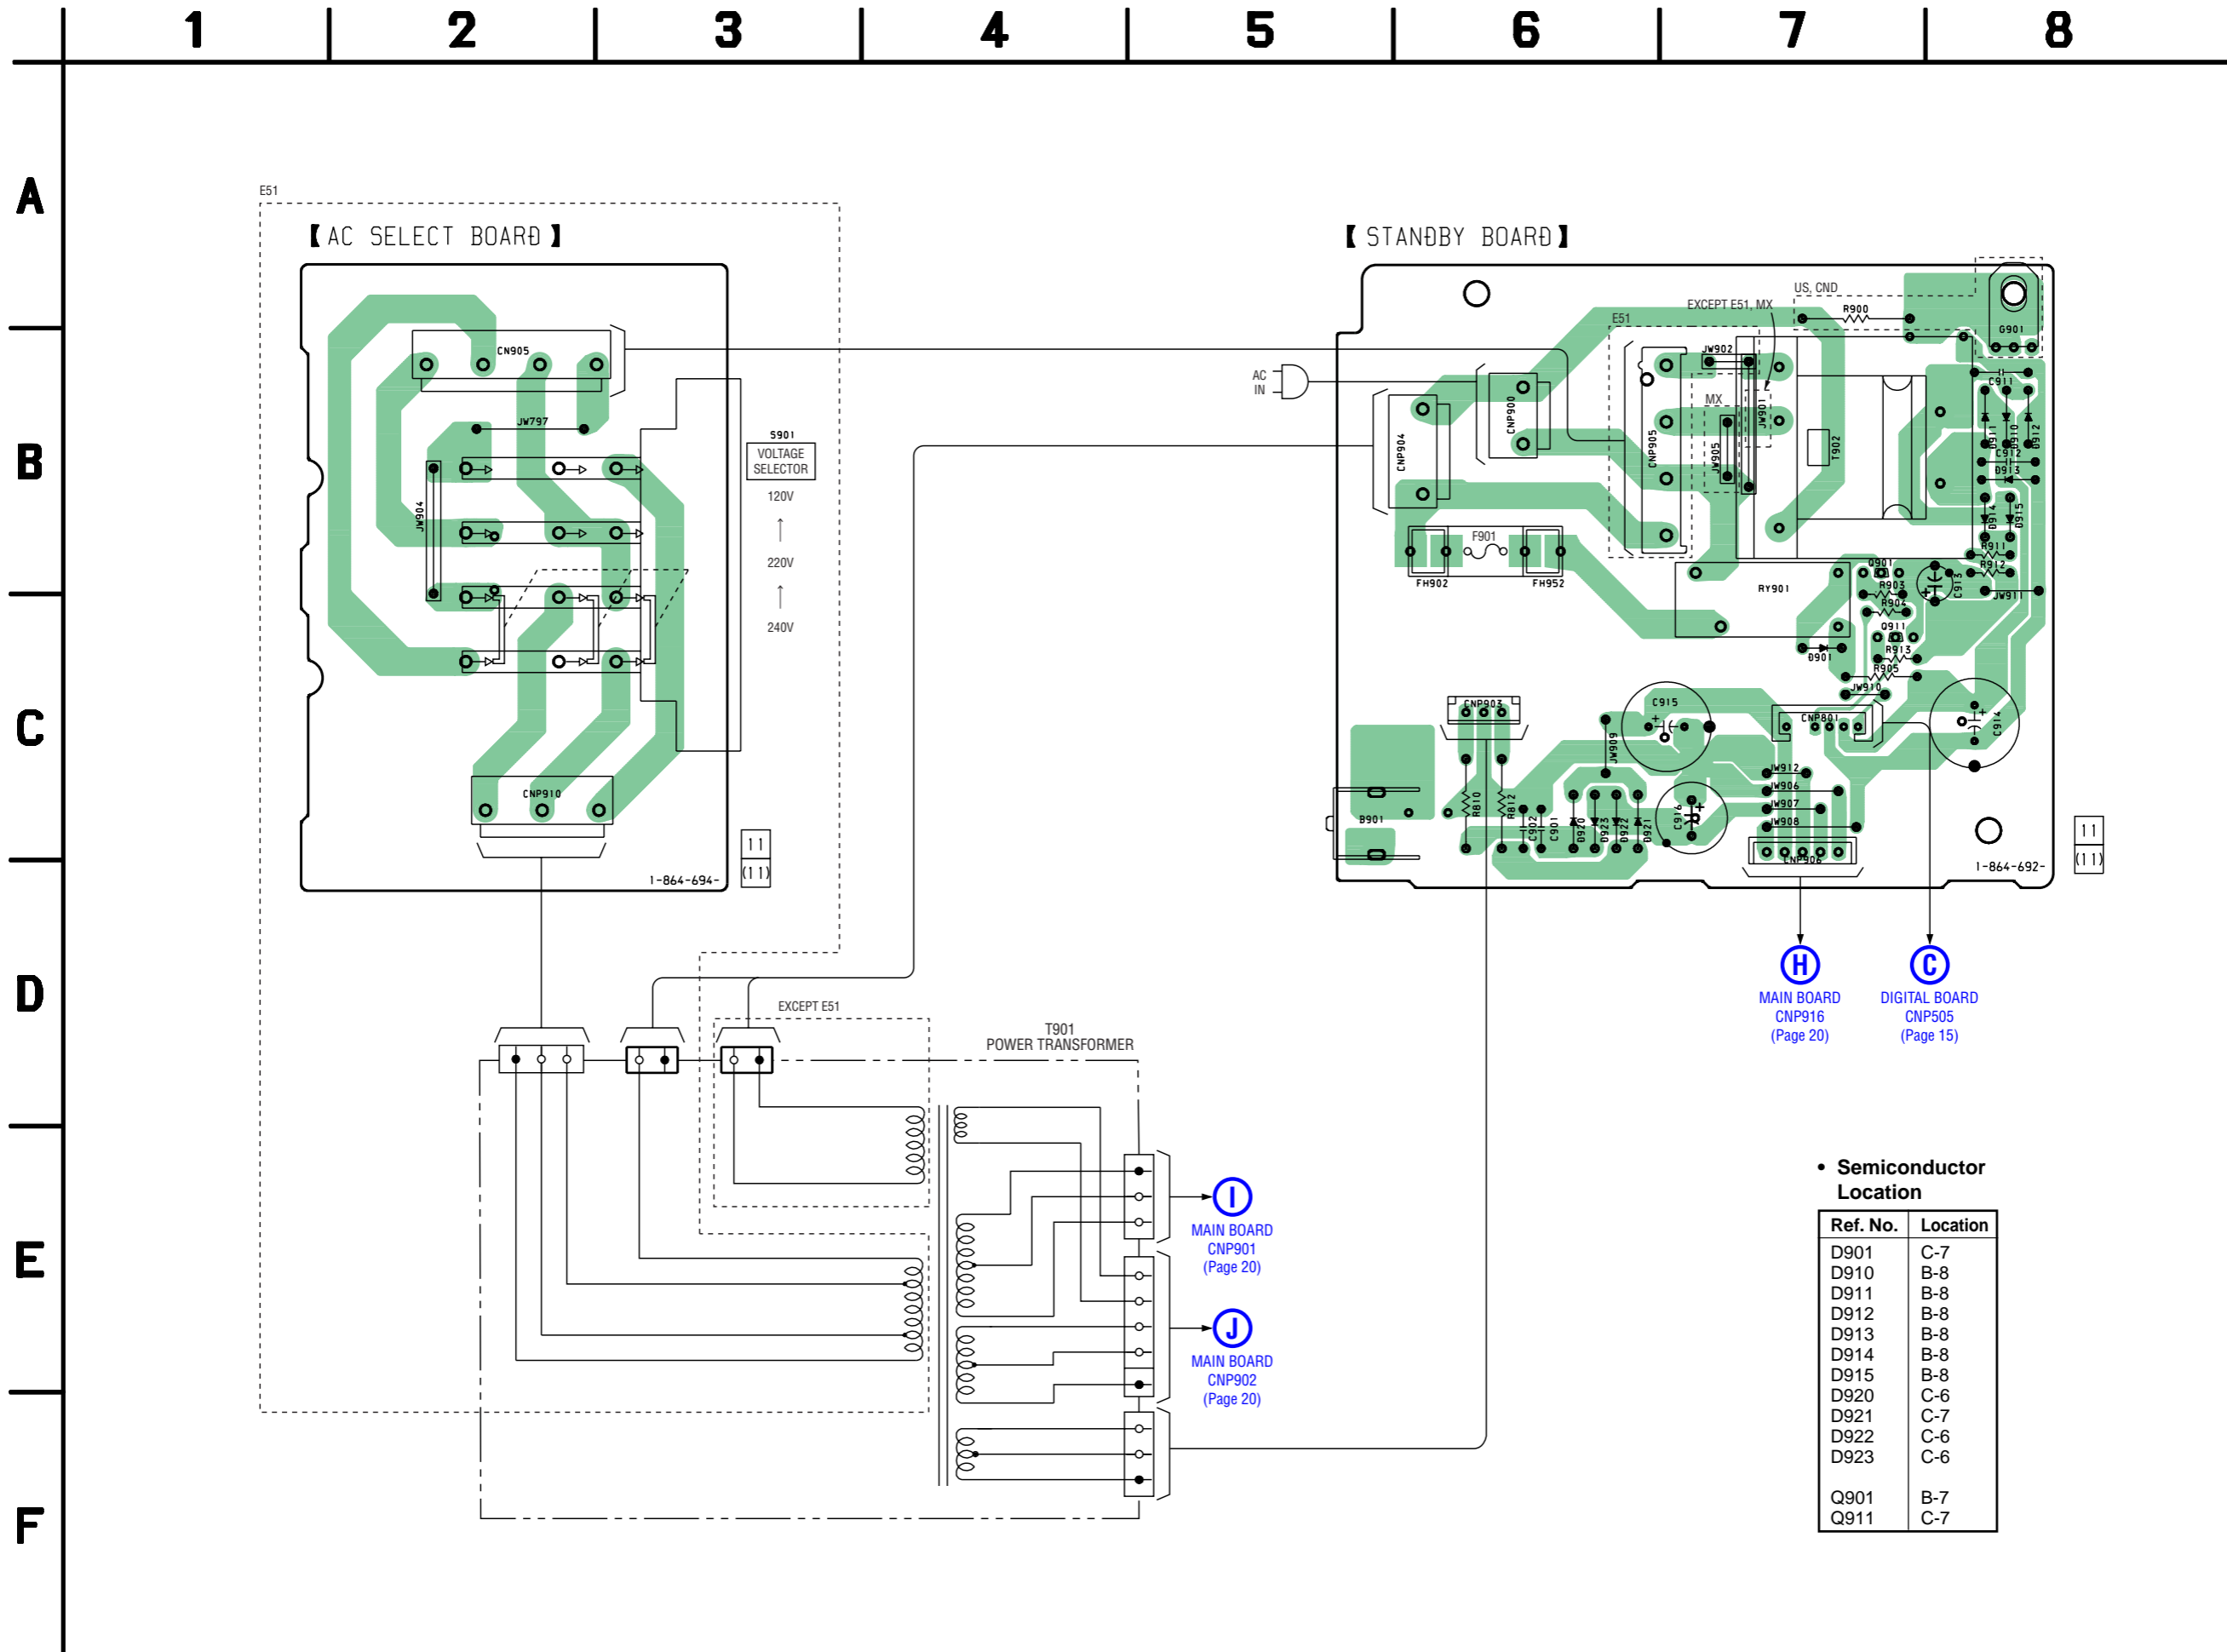 1 2 3 4 5 6 7 8
A
B
C
D
E
F
E51
【AC SELECT BOARD】
CN905
JW797
JW904
S901
VOLTAGE
SELECTOR
120V
220V
240V
CNP910
11
(11)
1-864-694-
【STANDBY BOARD】
US, CND
EXCEPT E51, MX
E51
R900
G901
JW902
C911
AC
IN
CNP900
CNP904
CNP905
MX
JW901
JW905
T902
D911
D910
D912
C912
D913
D914
D915
F901
FH902
FH952
R911
R912
Q901
R903
C913
RY901
JW911
R904
Q911
D901
R913
R905
JW910
CNP903
C915
CNP801
C914
JW909
JW912
JW906
JW907
JW908
B901
R810
R812
C902
C901
D920
D923
D922
D921
C916
CNP906
1-864-692-
11
(11)
H
MAIN BOARD
CNP916
(Page 20)
C
DIGITAL BOARD
CNP505
(Page 15)
EXCEPT E51
T901
POWER TRANSFORMER
I
MAIN BOARD
CNP901
(Page 20)
J
MAIN BOARD
CNP902
(Page 20)
• Semiconductor
Location
Ref. No. Location
D901 C-7
D910 B-8
D911 B-8
D912 B-8
D913 B-8
D914 B-8
D915 B-8
D920 C-6
D921 C-7
D922 C-6
D923 C-6
Q901 B-7
Q911 C-7